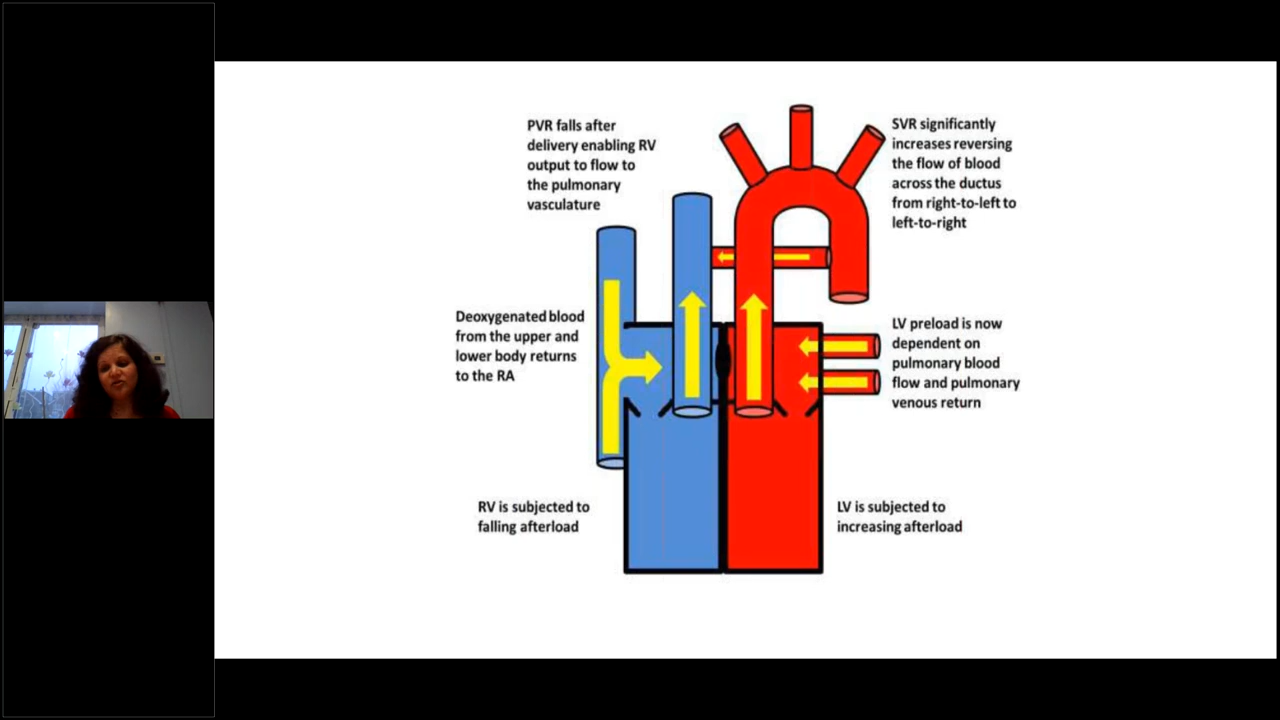 PVR falls after
delivery enabling RV
output to flow to
the pulmonary
vasculature
SVR significantly
increases reversing
the flow of blood
across the ductus
from right-to-left to
left-to-right
Deoxygenated blood
from the upper and
lower body returns
to the RA
LV preload is now
dependent on
pulmonary blood
flow and pulmonary
venous return
RV is subjected to
falling afterload
LV is subjected to
increasing afterload